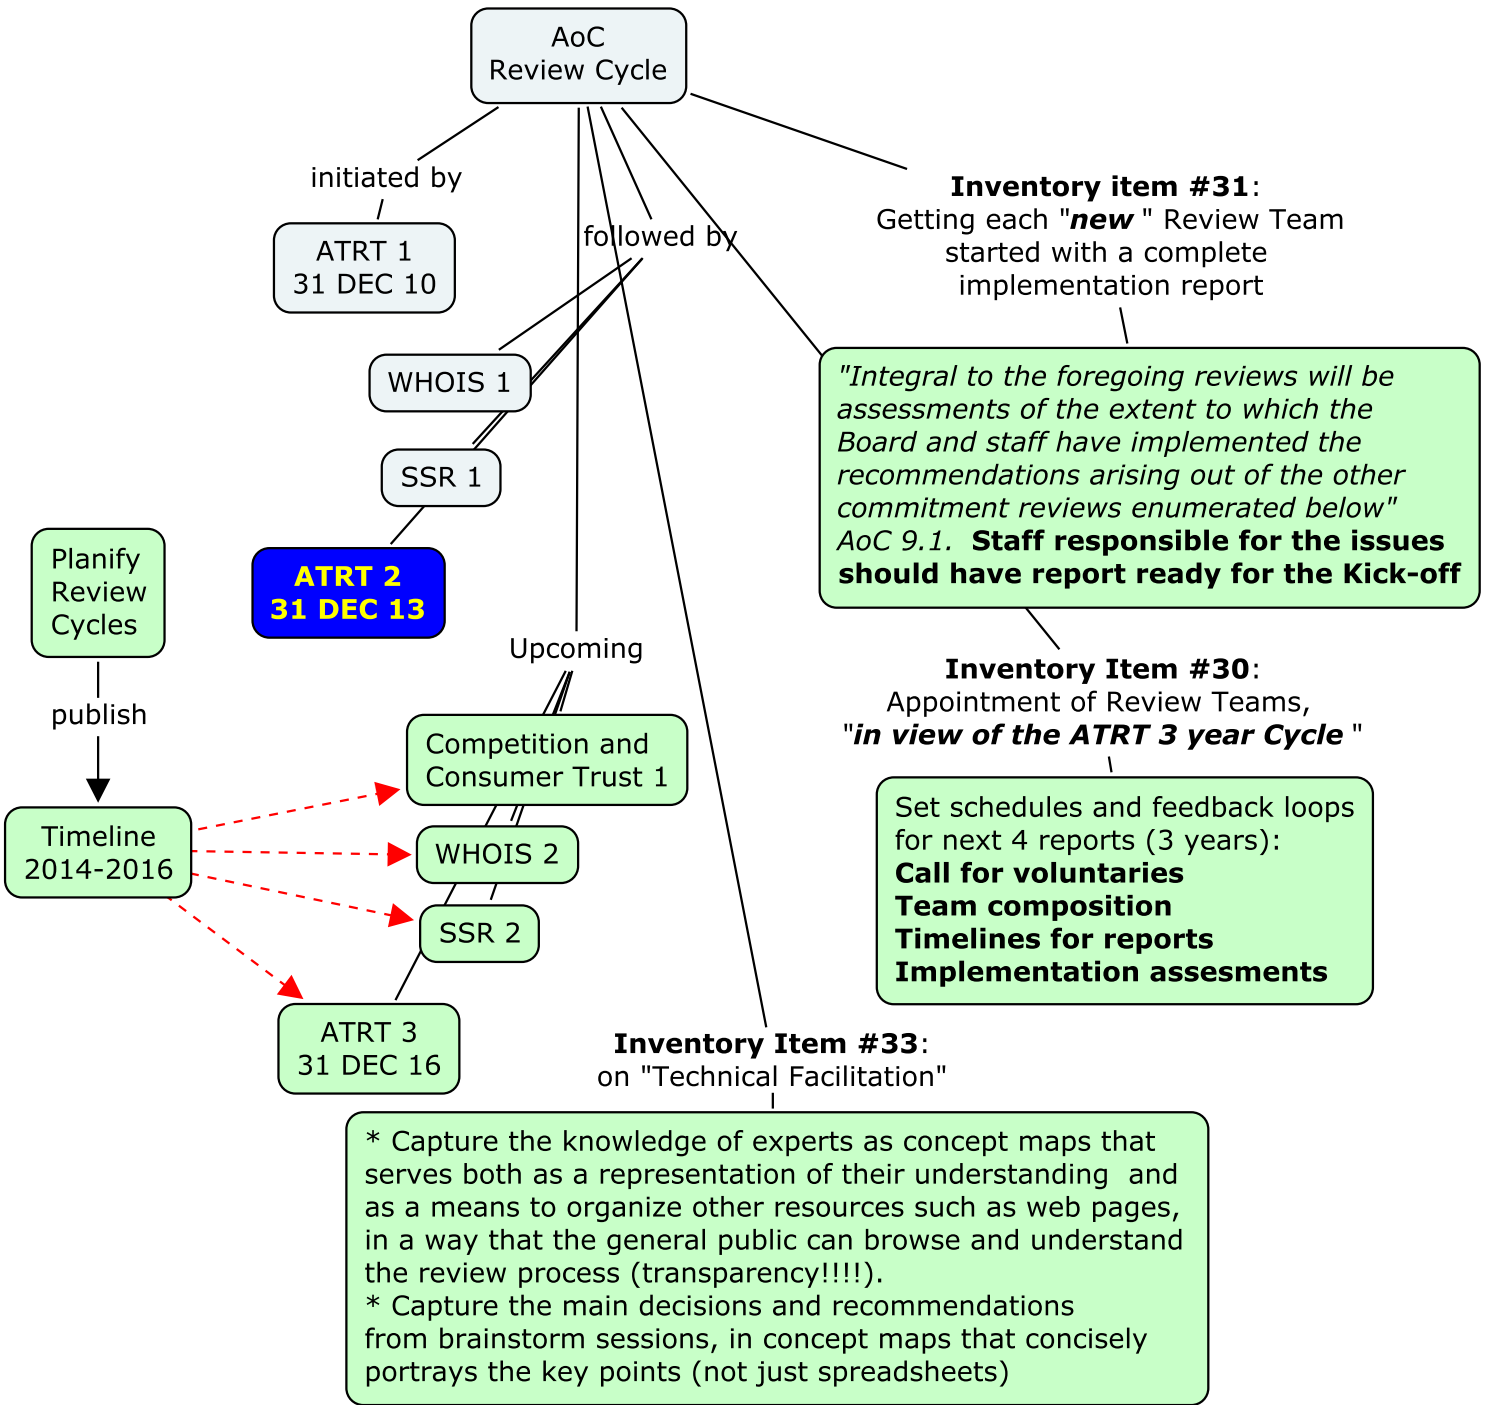 AoC
Review Cycle
initiated by
ATRT 1
31 DEC 10
followed by
WHOIS 1
SSR 1
ATRT 2
31 DEC 13
Inventory item #31:
Getting each "new " Review Team
started with a complete
implementation report
"Integral to the foregoing reviews will be
assessments of the extent to which the
Board and staff have implemented the
recommendations arising out of the other
commitment reviews enumerated below"
AoC 9.1.  Staff responsible for the issues
should have report ready for the Kick-off
Planify
Review
Cycles
publish
Timeline
2014-2016
Upcoming
Competition and
Consumer Trust 1
WHOIS 2
SSR 2
ATRT 3
31 DEC 16
Inventory Item #30:
Appointment of Review Teams,
"in view of the ATRT 3 year Cycle "
Set schedules and feedback loops
for next 4 reports (3 years):
Call for voluntaries
Team composition
Timelines for reports
Implementation assesments
Inventory Item #33:
on "Technical Facilitation"
* Capture the knowledge of experts as concept maps that
serves both as a representation of their understanding  and
as a means to organize other resources such as web pages,
in a way that the general public can browse and understand
the review process (transparency!!!!).
* Capture the main decisions and recommendations
from brainstorm sessions, in concept maps that concisely
portrays the key points (not just spreadsheets)